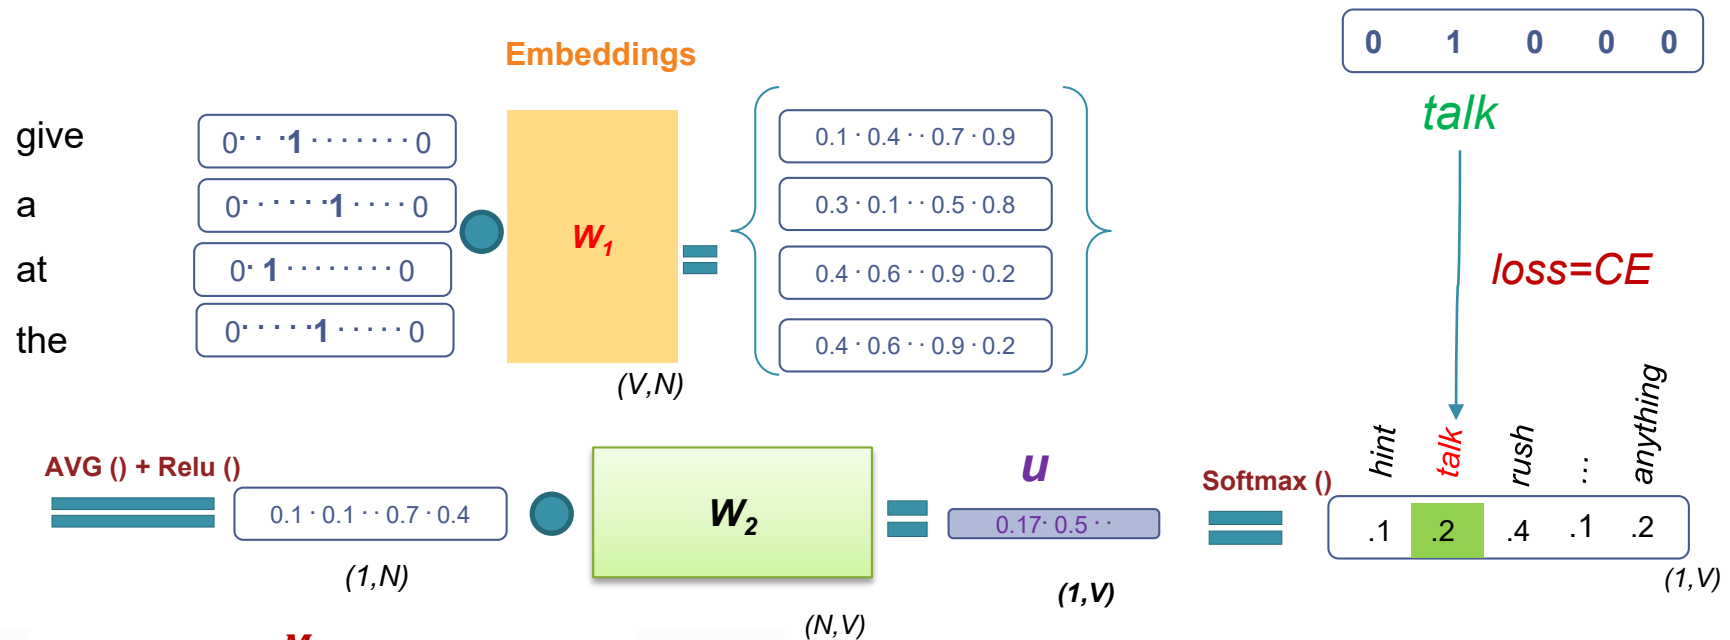 Embeddings
0 1 0 0 0
talk
give 0· · ·1 · · · · · · · 0
a 0· · · · · ·1 · · · · 0
at 0· 1 · · · · · · · · 0
the 0· · · · ·1 · · · · · 0
W1
(V,N)
0.1 · 0.4 · · 0.7 · 0.9
0.3 · 0.1 · · 0.5 · 0.8
0.4 · 0.6 · · 0.9 · 0.2
0.4 · 0.6 · · 0.9 · 0.2
loss=CE
AVG () + Relu ()
0.1 · 0.1 · · 0.7 · 0.4
(1,N)
W2
(N,V)
u
0.17· 0.5 · ·
(1,V)
Softmax ()
hint talk rush ... anything
.1 .2 .4 .1 .2
(1,V)